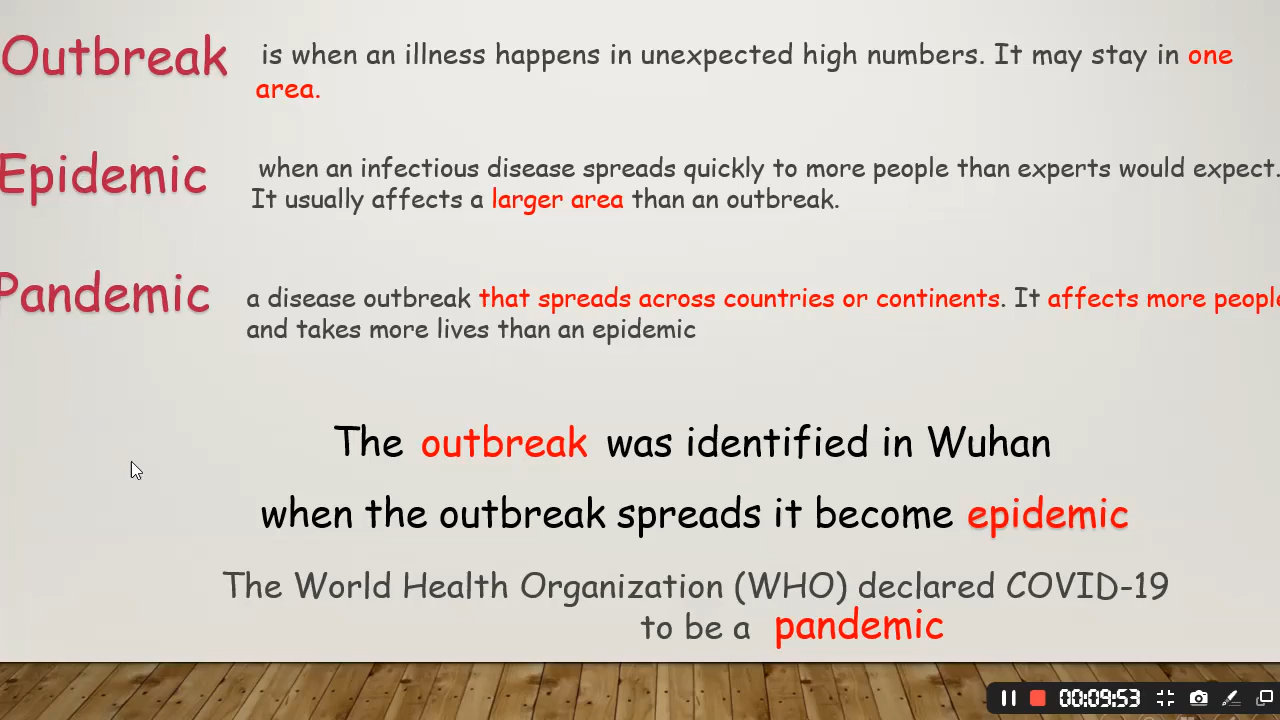 Outbreak is when an illness happens in unexpected high numbers. It may stay in one
area.
Epidemic when an infectious disease spreads quickly to more people than experts would expect.
It usually affects a larger area than an outbreak.
Pandemic a disease outbreak that spreads across countries or continents. It affects more people
and takes more lives than an epidemic
The outbreak was identified in Wuhan
when the outbreak spreads it become epidemic
The World Health Organization (WHO) declared COVID-19
to be a pandemic
00:09:53